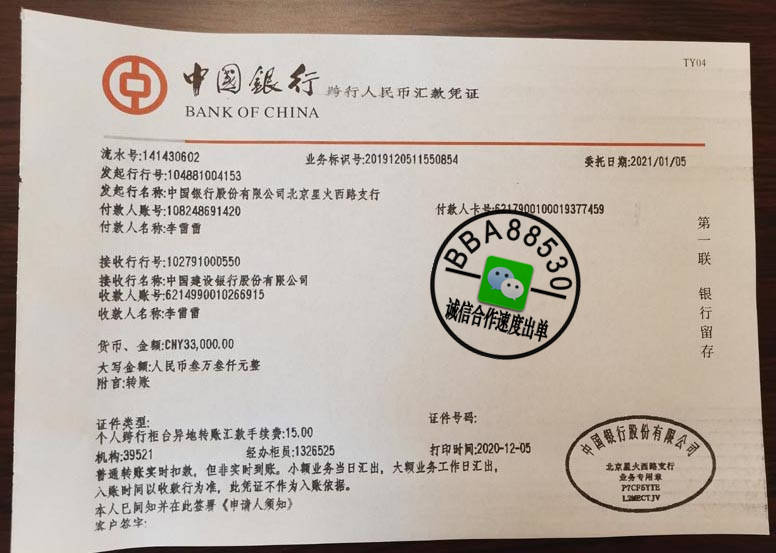 TY04
中國銀行 跨行人民币汇款凭证
BANK OF CHINA
流水号:141430602 业务标识号:2019120511550854 委托日期:2021/01/05
发起行行号:104881004153
发起行名称:中国银行股份有限公司北京星火西路支行
付款人账号:108248691420 付款人卡号:6217900100019377459
付款人名称:李雷雷
接收行行号:102791000550
接收行名称:中国建设银行股份有限公司
收款人账号:6214990010266915
收款人名称:李雷雷
货币、金额:CNY33,000.00
大写金额:人民币叁万叁仟元整
附言:转账
证件类型: 证件号码:
个人跨行柜台异地转账汇款手续费:15.00
机构:39521 经办柜员:1326525 打印时间:2020-12-05
普通转账实时扣款,但非实时到账。小额业务当日汇出,大额业务工作日汇出,
入账时间以收款行为准,此凭证不作为入账依据。
本人已阅知并在此签署《申请人须知》
客户签字:
第一联 银行留存
BBA88530
诚信合作速度出单
中国银行股份有限公司
北京星火西路支行
业务专用章
P7CF5YTE
L2MECTJV